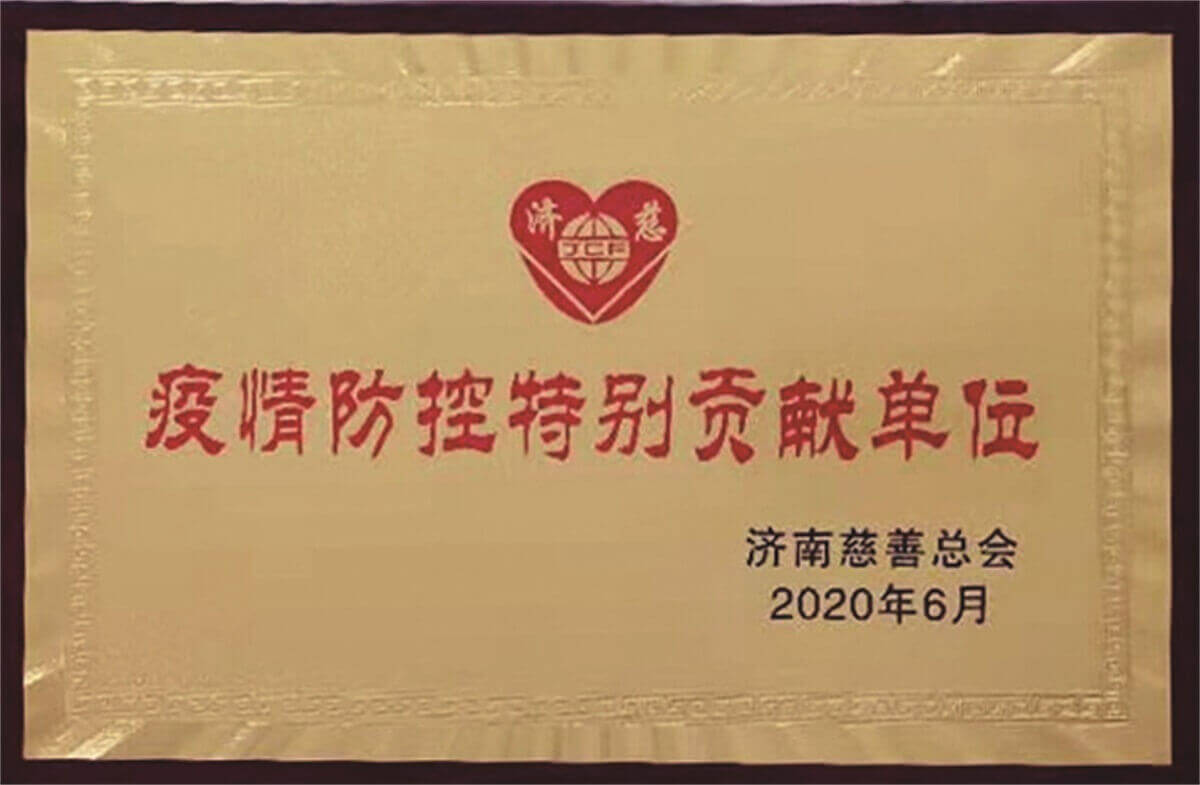 济 慈
JCF
疫情防控特别贡献单位
济南慈善总会
2020年6月